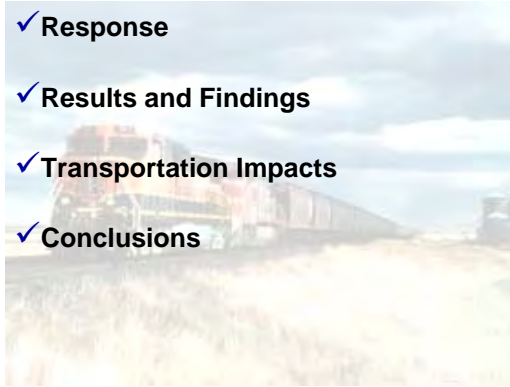 ✓Response
✓Results and Findings
✓Transportation Impacts
✓Conclusions